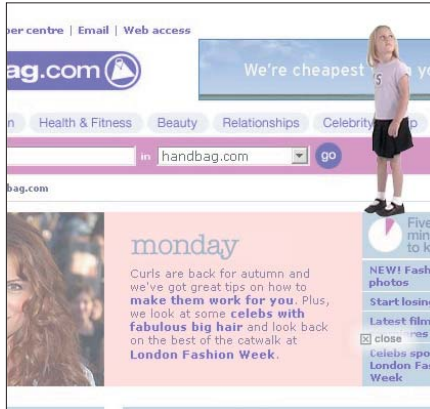 per centre | Email | Web access
ag.com
We're cheapest
n Health & Fitness Beauty Relationships Celebrity
in handbag.com go
bag.com
monday
Curls are back for autumn and
we've got great tips on how to
make them work for you. Plus,
we look at some celebs with
fabulous big hair and look back
on the best of the catwalk at
London Fashion Week.
Five
min
to k
NEW! Fash
photos
Start losing
Latest film
close
Celebs spo
London Fas
Week